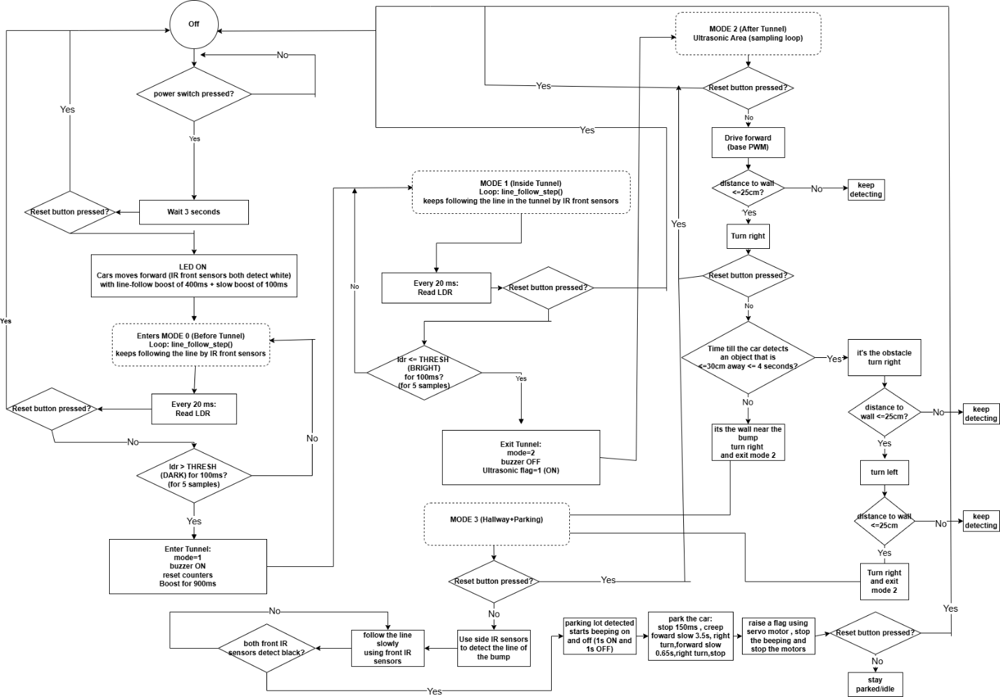 Off
No
power switch pressed?
Yes
Yes
Reset button pressed?
Wait 3 seconds
LED ON
Cars moves forward (IR front sensors both detect white)
with line-follow boost of 400ms + slow boost of 100ms
Yes
Enters MODE 0 (Before Tunnel)
Loop: line_follow_step()
keeps following the line by IR front sensors
Every 20 ms:
Read LDR
Reset button pressed?
No
No
ldr > THRESH
(DARK) for 100ms?
(for 5 samples)
Yes
Enter Tunnel:
mode=1
buzzer ON
reset counters
Boost for 900ms
MODE 1 (Inside Tunnel)
Loop: line_follow_step()
keeps following the line in the tunnel by IR front sensors
Every 20 ms:
Read LDR
Reset button pressed?
Yes
No
ldr <= THRESH
(BRIGHT)
for 100ms?
(for 5 samples)
Yes
Exit Tunnel:
mode=2
buzzer OFF
Ultrasonic flag=1 (ON)
MODE 2 (After Tunnel)
Ultrasonic Area (sampling loop)
Yes
Reset button pressed?
No
Drive forward
(base PWM)
distance to wall
<=25cm?
No
keep
detecting
Yes
Turn right
Yes
Reset button pressed?
No
Time till the car detects
an object that is
<=30cm away <= 4 seconds?
Yes
it's the obstacle
turn right
distance to
wall <=25cm?
No
keep
detecting
Yes
turn left
distance to wall
<=25cm
No
keep
detecting
Yes
Turn right
and exit
mode 2
No
its the wall near the
bump
turn right
and exit mode 2
MODE 3 (Hallway+Parking)
Reset button pressed?
Yes
No
Use side IR sensors
to detect the line of
the bump
follow the line
slowly
using front IR
sensors
No
both front IR
sensors detect black?
Yes
parking lot detected
starts beeping on
and off (1s ON and
1s OFF)
park the car:
stop 150ms , creep
foward slow 3.5s, right
turn,forward slow
0.65s,right turn,stop
raise a flag using
servo motor , stop
the beeping and
stop the motors
Reset button pressed?
Yes
No
stay
parked/idle